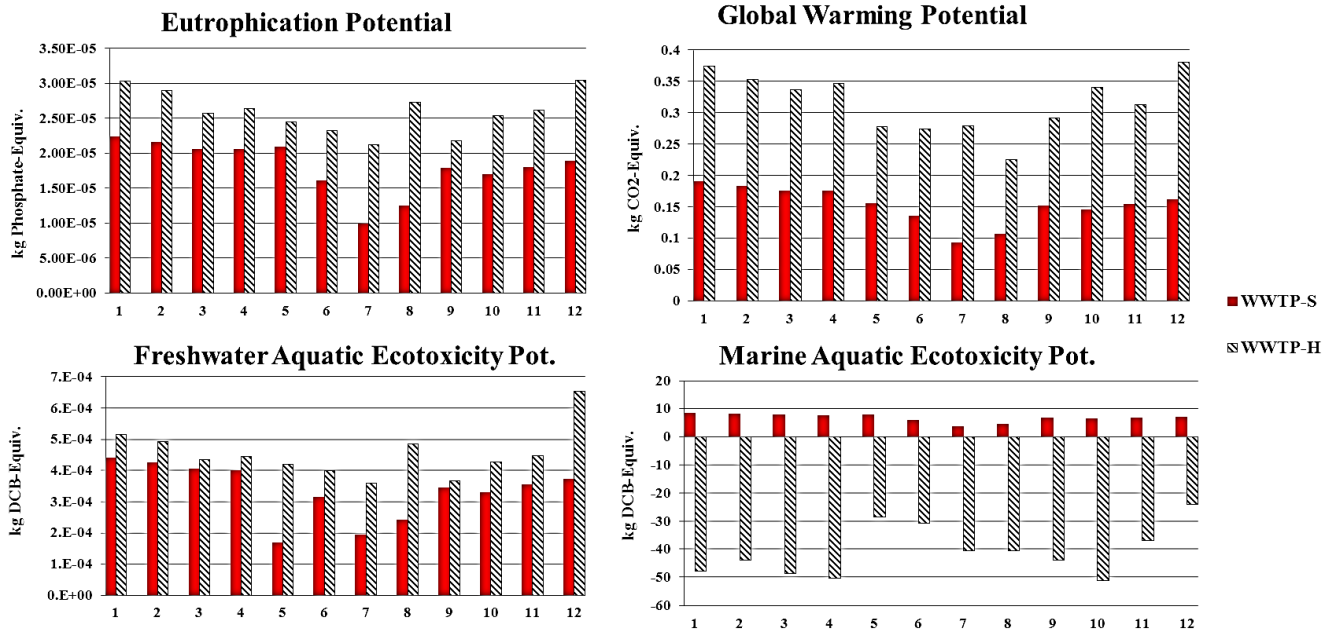 Eutrophication Potential
kg Phosphate-Equiv.
3.50E-05
3.00E-05
2.50E-05
2.00E-05
1.50E-05
1.00E-05
5.00E-06
0.00E+00
1 2 3 4 5 6 7 8 9 10 11 12
Global Warming Potential
kg CO2-Equiv.
0.4
0.35
0.3
0.25
0.2
0.15
0.1
0.05
0
1 2 3 4 5 6 7 8 9 10 11 12
WWTP-S
WWTP-H
Freshwater Aquatic Ecotoxicity Pot.
kg DCB-Equiv.
7.E-04
6.E-04
5.E-04
4.E-04
3.E-04
2.E-04
1.E-04
0.E+00
1 2 3 4 5 6 7 8 9 10 11 12
Marine Aquatic Ecotoxicity Pot.
kg DCB-Equiv.
20
10
0
-10
-20
-30
-40
-50
-60
1 2 3 4 5 6 7 8 9 10 11 12